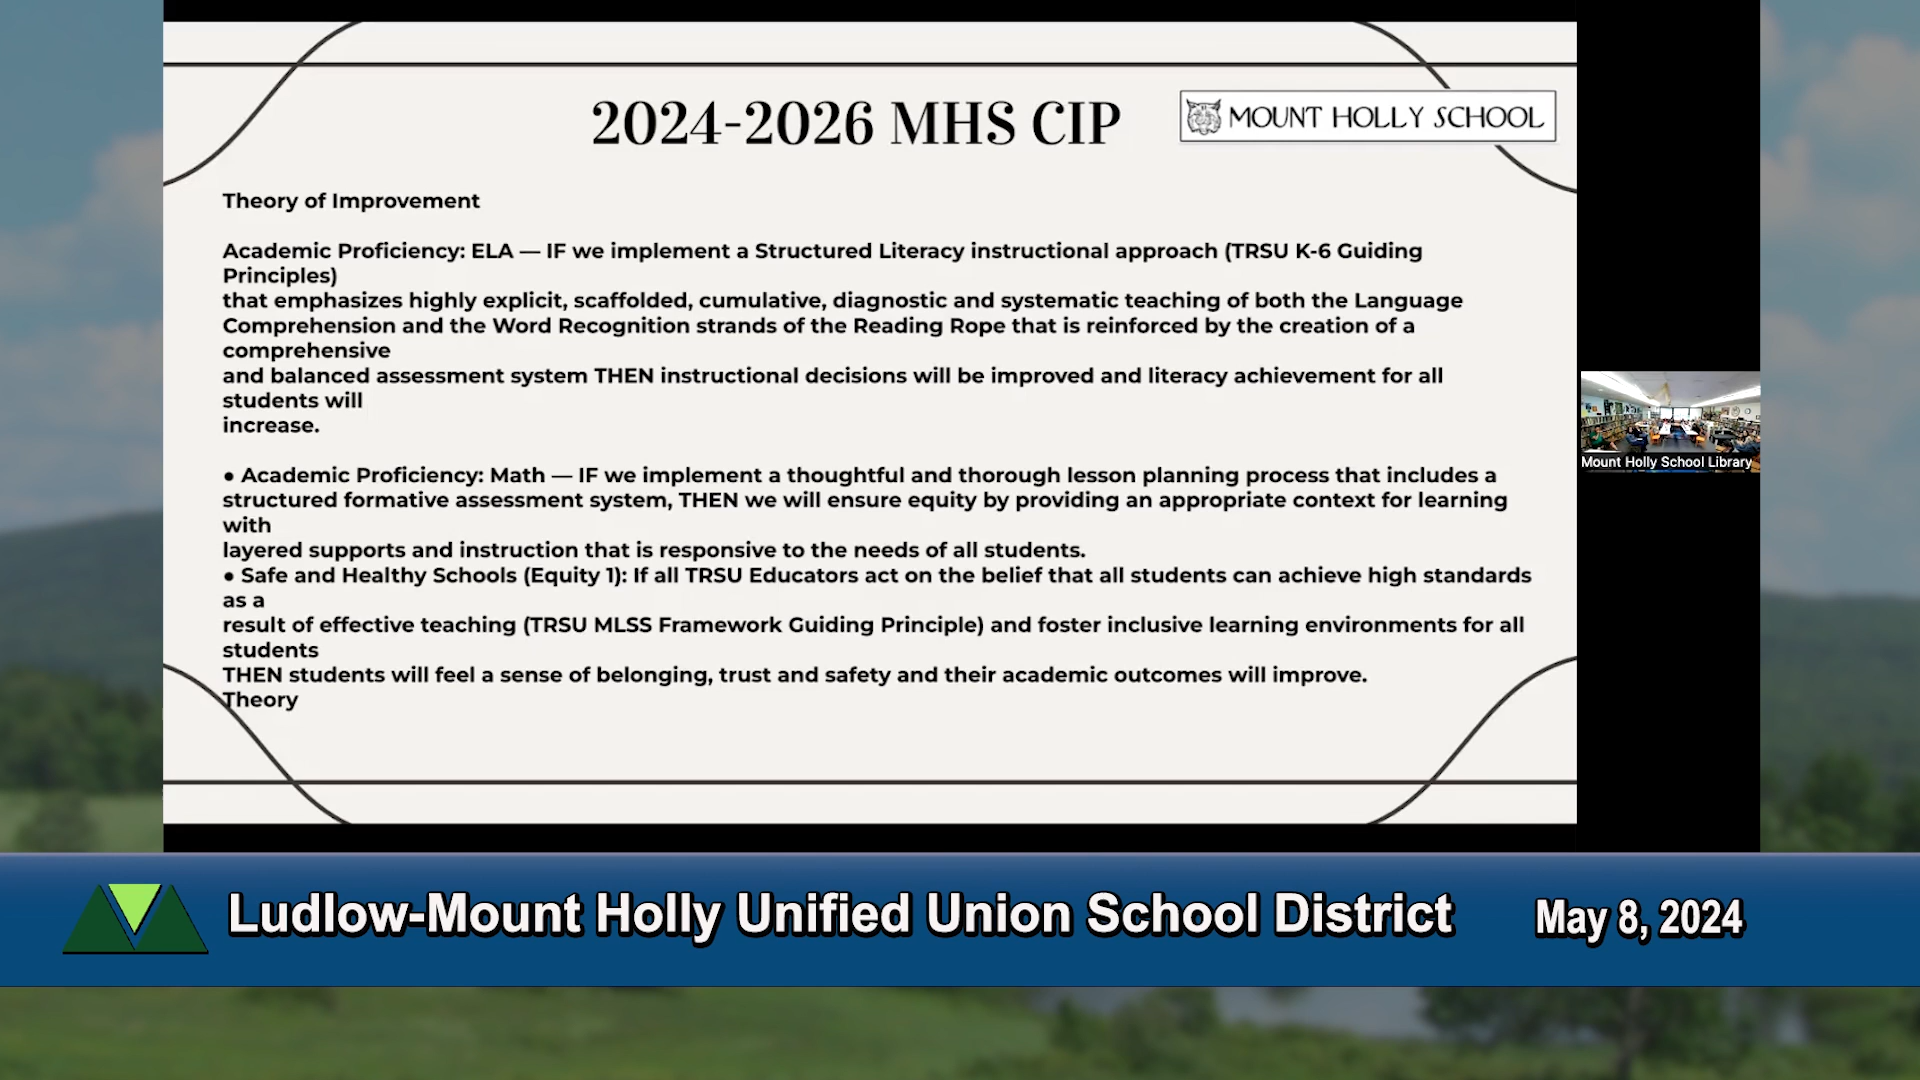 2024-2026 MHS CIP
MOUNT HOLLY SCHOOL
Theory of Improvement
Academic Proficiency: ELA — IF we implement a Structured Literacy instructional approach (TRSU K-6 Guiding
Principles)
that emphasizes highly explicit, scaffolded, cumulative, diagnostic and systematic teaching of both the Language
Comprehension and the Word Recognition strands of the Reading Rope that is reinforced by the creation of a
comprehensive
and balanced assessment system THEN instructional decisions will be improved and literacy achievement for all
students will
increase.
● Academic Proficiency: Math — IF we implement a thoughtful and thorough lesson planning process that includes a
structured formative assessment system, THEN we will ensure equity by providing an appropriate context for learning
with
layered supports and instruction that is responsive to the needs of all students.
● Safe and Healthy Schools (Equity 1): If all TRSU Educators act on the belief that all students can achieve high standards
as a
result of effective teaching (TRSU MLSS Framework Guiding Principle) and foster inclusive learning environments for all
students
THEN students will feel a sense of belonging, trust and safety and their academic outcomes will improve.
Theory
Mount Holly School Library
Ludlow-Mount Holly Unified Union School District
May 8, 2024